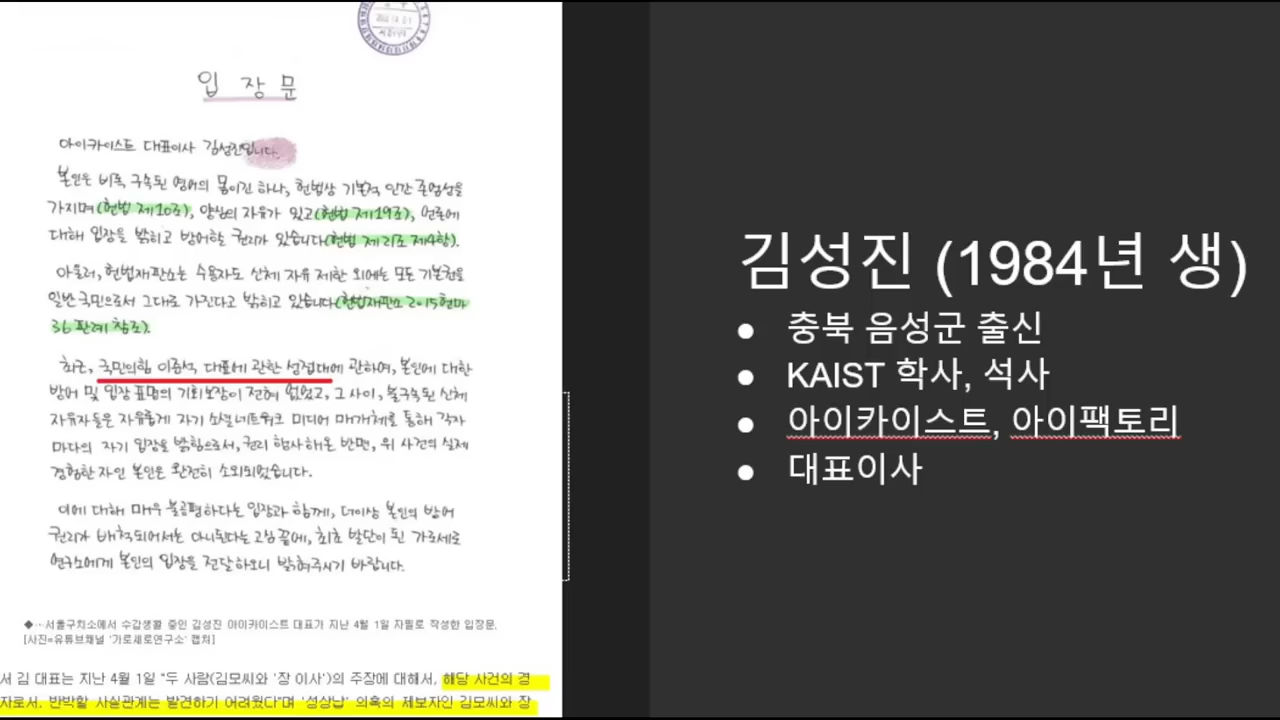 입 장 문
아이카이스트 대표이사 김성진입니다.
본인은 비록 구속된 영어의 몸이긴 하나, 헌법상 기본적 인간 존엄성을
가지며(헌법 제10조), 양심의 자유가 있고(헌법 제19조), 언론에
대해 입장을 밝히고 방어할 권리가 있습니다(헌법 제21조 제4항).
아울러, 헌법재판소는 수용자도 신체 자유 제한 외에는 모든 기본권을
일반 국민으로서 그대로 가진다고 밝히고 있습니다(헌법재판소 2015헌마
36 판례 참조).
최근, 국민의힘 이준석 대표에 관한 성접대에 관하여, 본인에 대한
방어 및 입장 표명의 기회보장이 전혀 없었고, 그 사이, 불구속된 신체
자유자들은 자유롭게 자기 소셜네트워크 미디어 매개체를 통해 각자
마다의 자기 입장을 밝힘으로서, 권리 행사해온 반면, 위 사건의 실제
경험한 자인 본인은 완전히 소외되었습니다.
이에 대해 매우 불공평하다는 입장과 함께, 더이상 본인의 방어
권리가 배척되어서는 아니된다는 고심 끝에, 최초 발단이 된 가로세로
연구소에게 본인의 입장을 전달하오니 밝혀주시기 바랍니다.
◆…서울구치소에서 수감생활 중인 김성진 아이카이스트 대표가 지난 4월 1일 자필로 작성한 입장문.
[사진=유튜브채널 '가로세로연구소' 캡처]
서 김 대표는 지난 4월 1일 "두 사람(김모씨와 '장 이사')의 주장에 대해서, 해당 사건의 경
자로서, 반박할 사실관계는 발견하기 어려웠다"며 '성상납' 의혹의 제보자인 김모씨와 장
김성진 (1984년 생)
● 충북 음성군 출신
● KAIST 학사, 석사
● 아이카이스트, 아이팩토리
● 대표이사